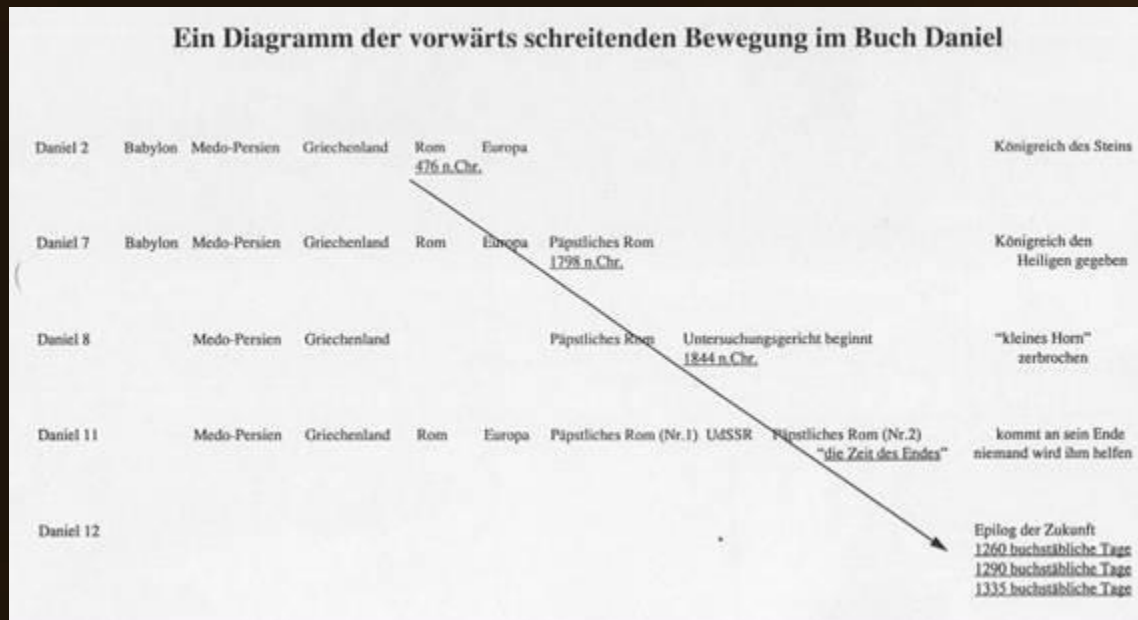 Ein Diagramm der vorwärts schreitenden Bewegung im Buch Daniel
Daniel 2 Babylon Medo-Persien Griechenland Rom Europa Königreich des Steins
476 n.Chr.
Daniel 7 Babylon Medo-Persien Griechenland Rom Europa Päpstliches Rom Königreich den
1798 n.Chr. Heiligen gegeben
Daniel 8 Medo-Persien Griechenland Päpstliches Rom Untersuchungsgericht beginnt "kleines Horn"
1844 n.Chr. zerbrochen
Daniel 11 Medo-Persien Griechenland Rom Europa Päpstliches Rom (Nr.1) UdSSR Päpstliches Rom (Nr.2) kommt an sein Ende
"die Zeit des Endes" niemand wird ihm helfen
Daniel 12 Epilog der Zukunft
1260 buchstäbliche Tage
1290 buchstäbliche Tage
1335 buchstäbliche Tage